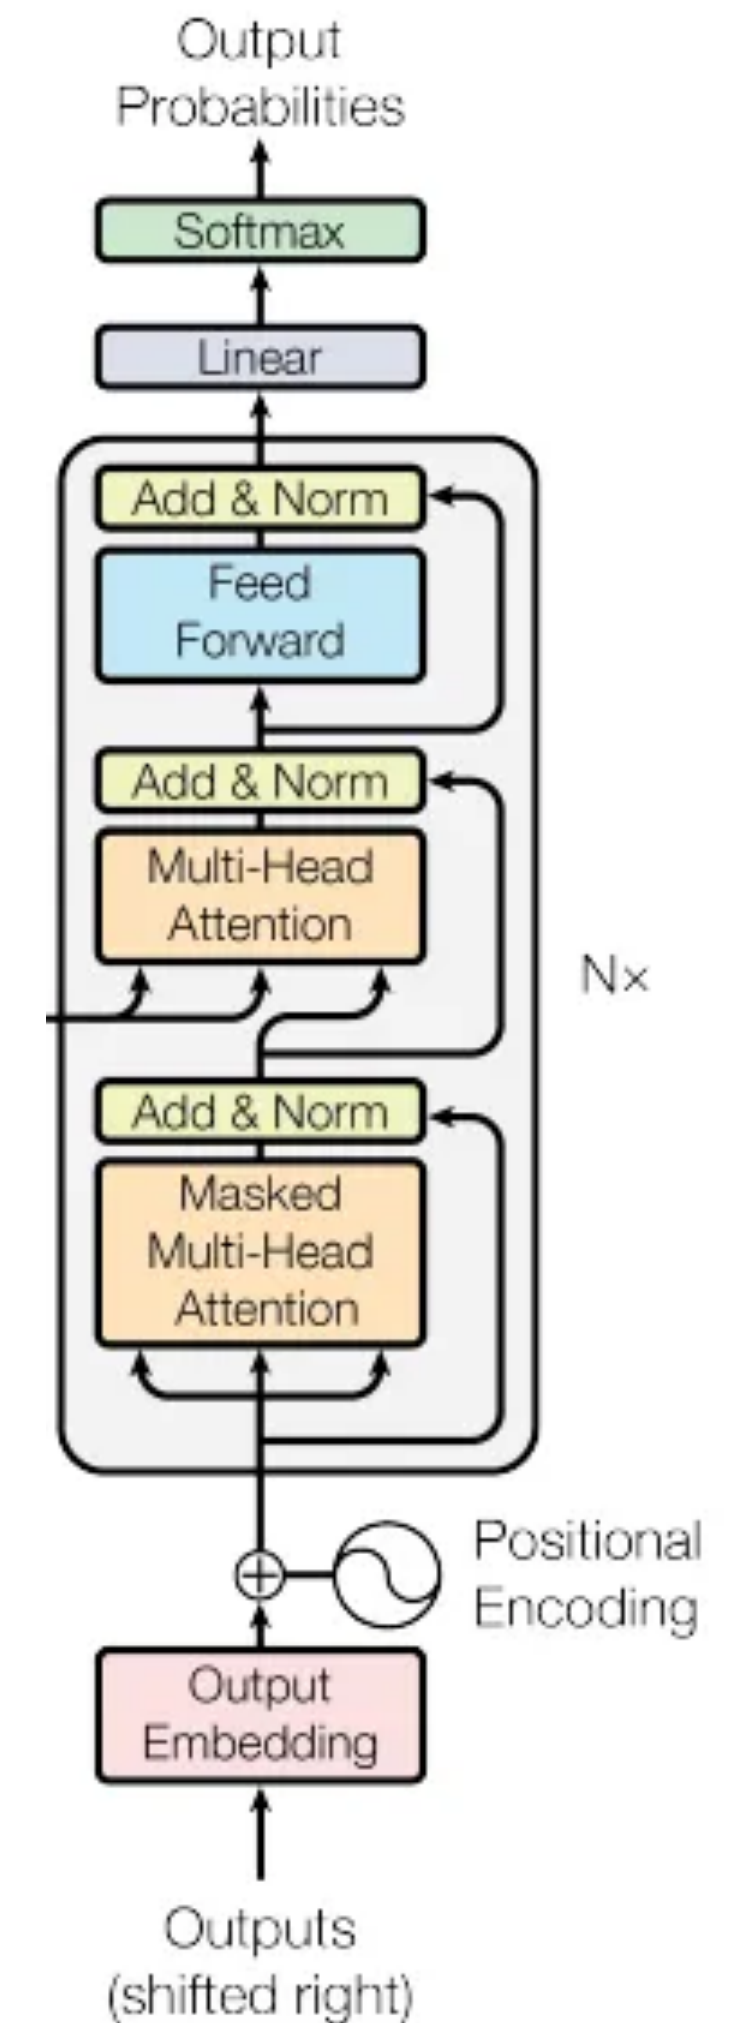 Output
Probabilities
Softmax
Linear
Add & Norm
Feed
Forward
Add & Norm
Multi-Head
Attention
N×
Add & Norm
Masked
Multi-Head
Attention
Positional
Encoding
Output
Embedding
Outputs
(shifted right)